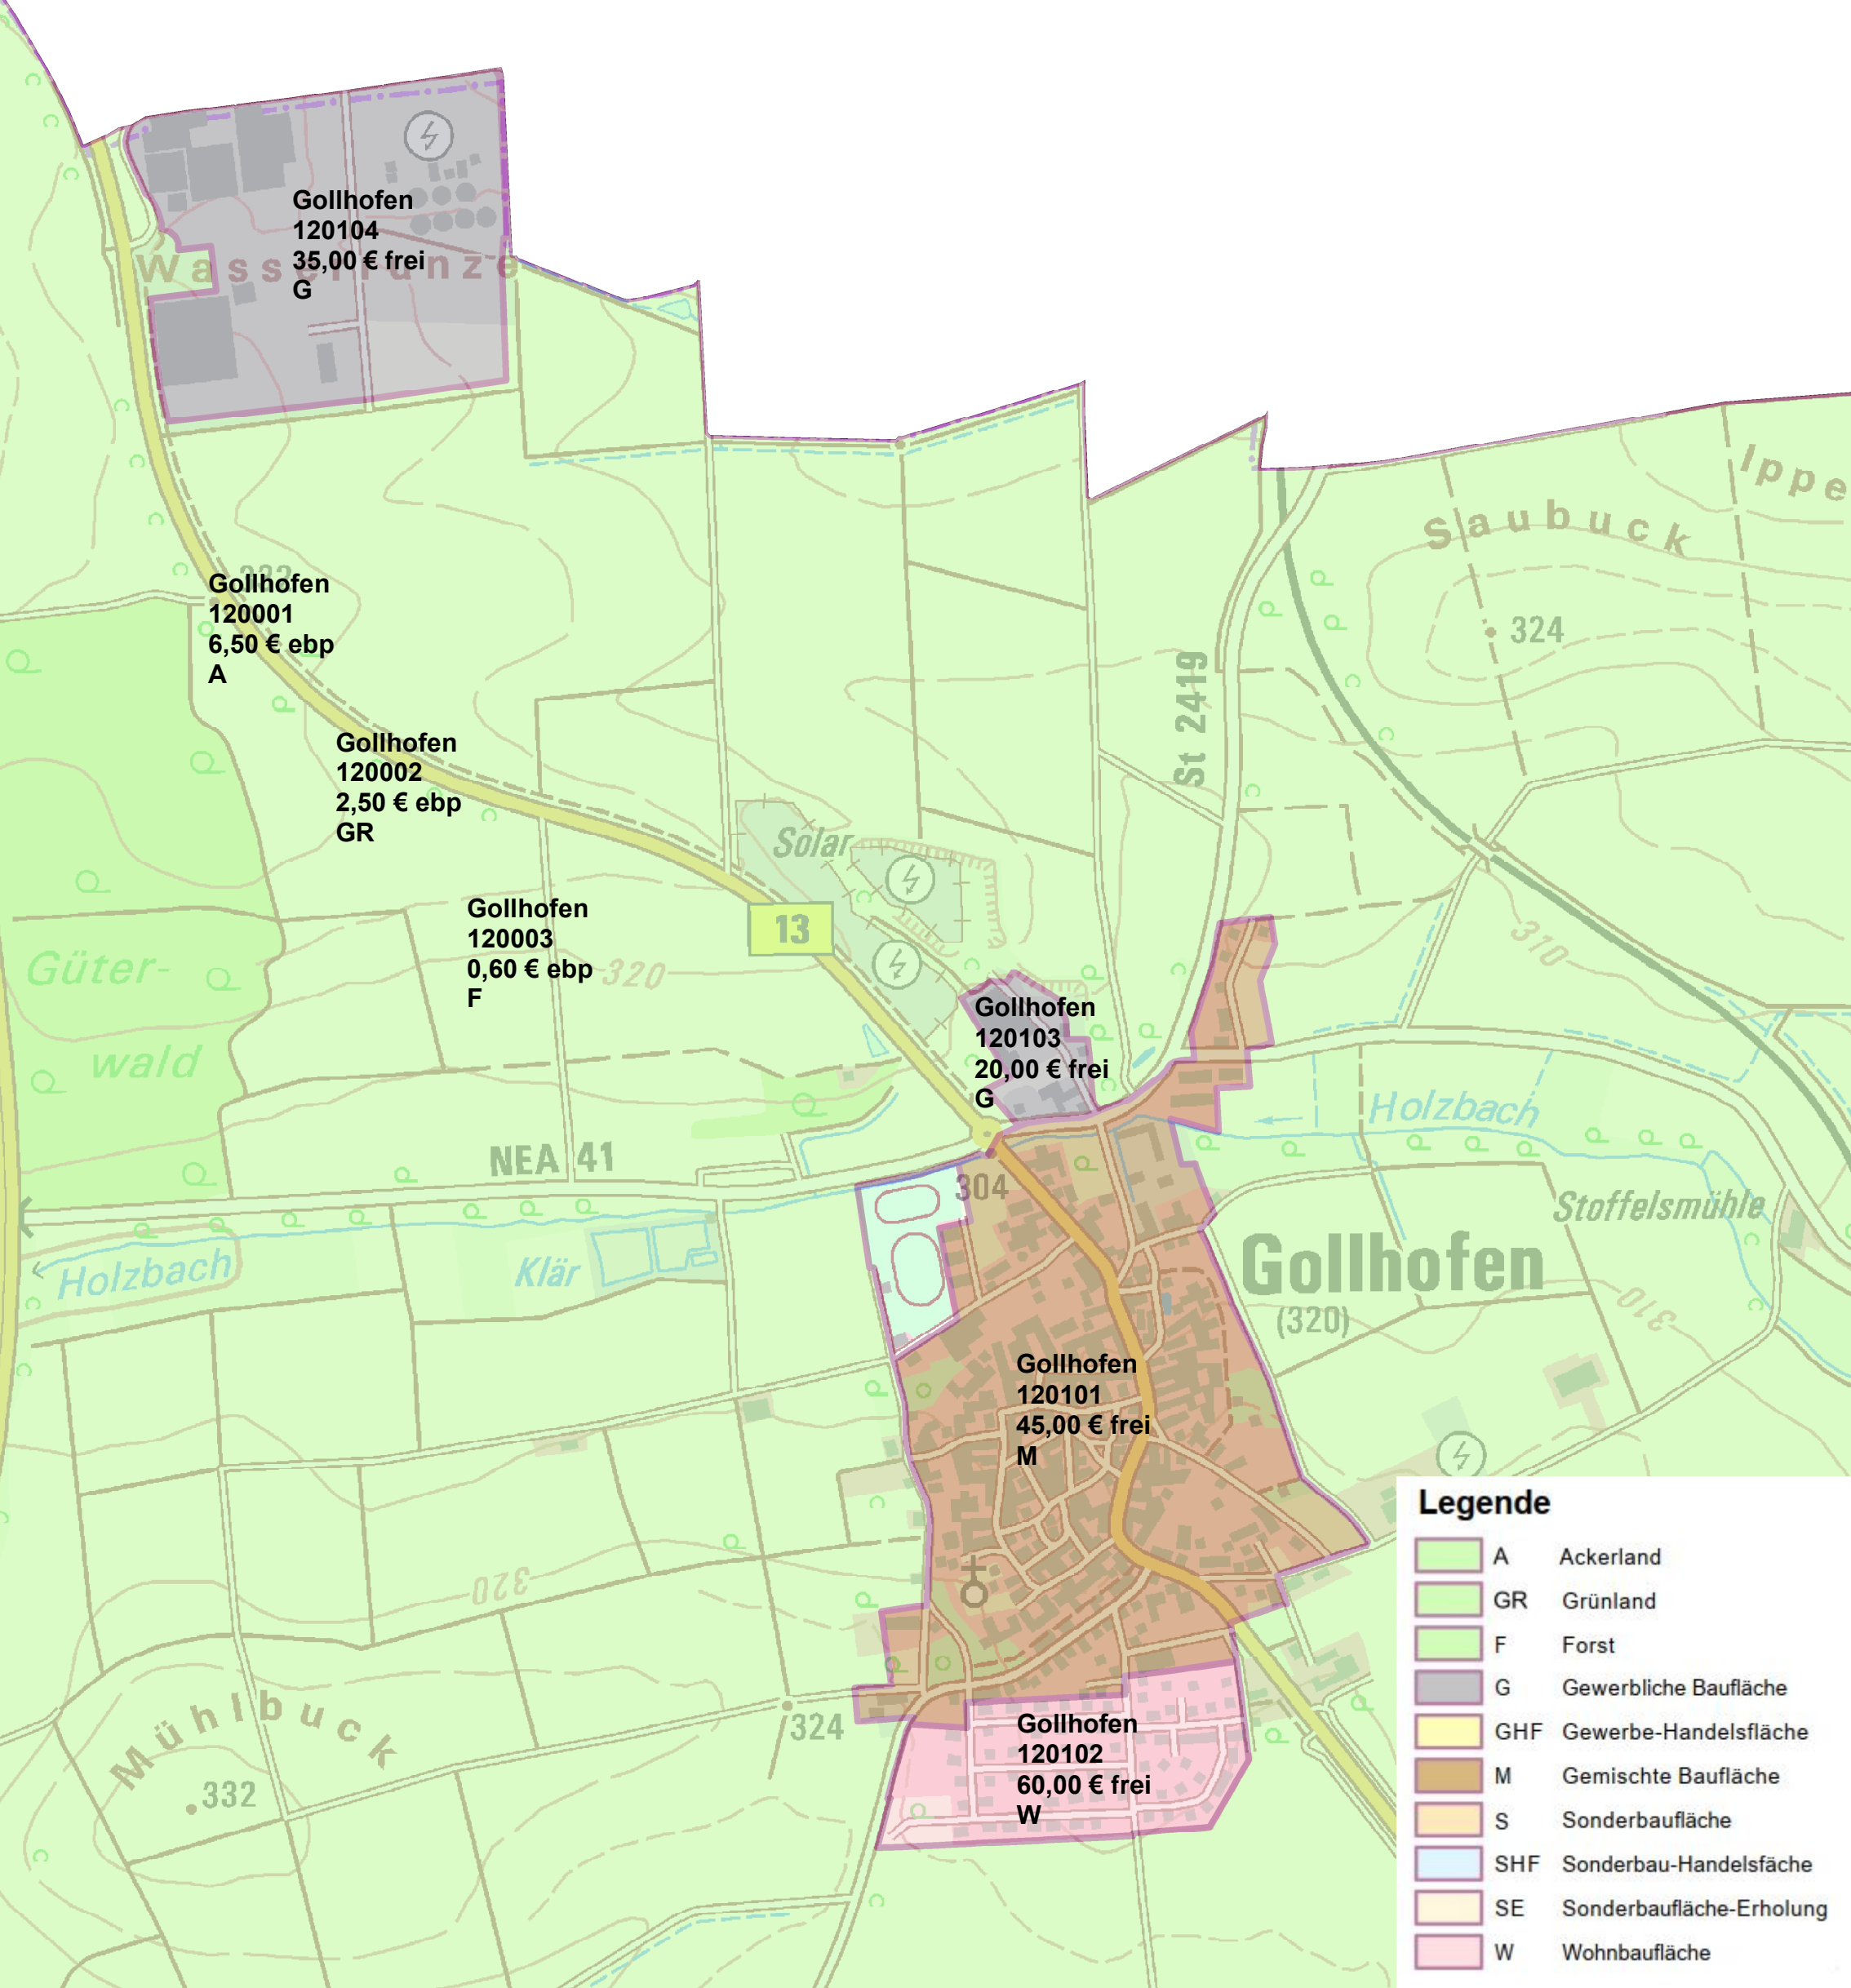 Gollhofen
120104
35,00 € frei
G
Ippe
Saubuck
324
Gollhofen
120001
6,50 € ebp
A
St 2419
Gollhofen
120002
2,50 € ebp
GR
Solar
13
Gollhofen
120003
0,60 € ebp
F
320
310
Güter-
wald
Gollhofen
120103
20,00 € frei
G
Holzbach
NEA 41
304
Stoffelsmühle
Holzbach
Klär
Gollhofen
(320)
310
Gollhofen
120101
45,00 € frei
M
320
Mühlbuck
332
324
Gollhofen
120102
60,00 € frei
W
Legende
A Ackerland
GR Grünland
F Forst
G Gewerbliche Baufläche
GHF Gewerbe-Handelsfläche
M Gemischte Baufläche
S Sonderbaufläche
SHF Sonderbau-Handelsfäche
SE Sonderbaufläche-Erholung
W Wohnbaufläche